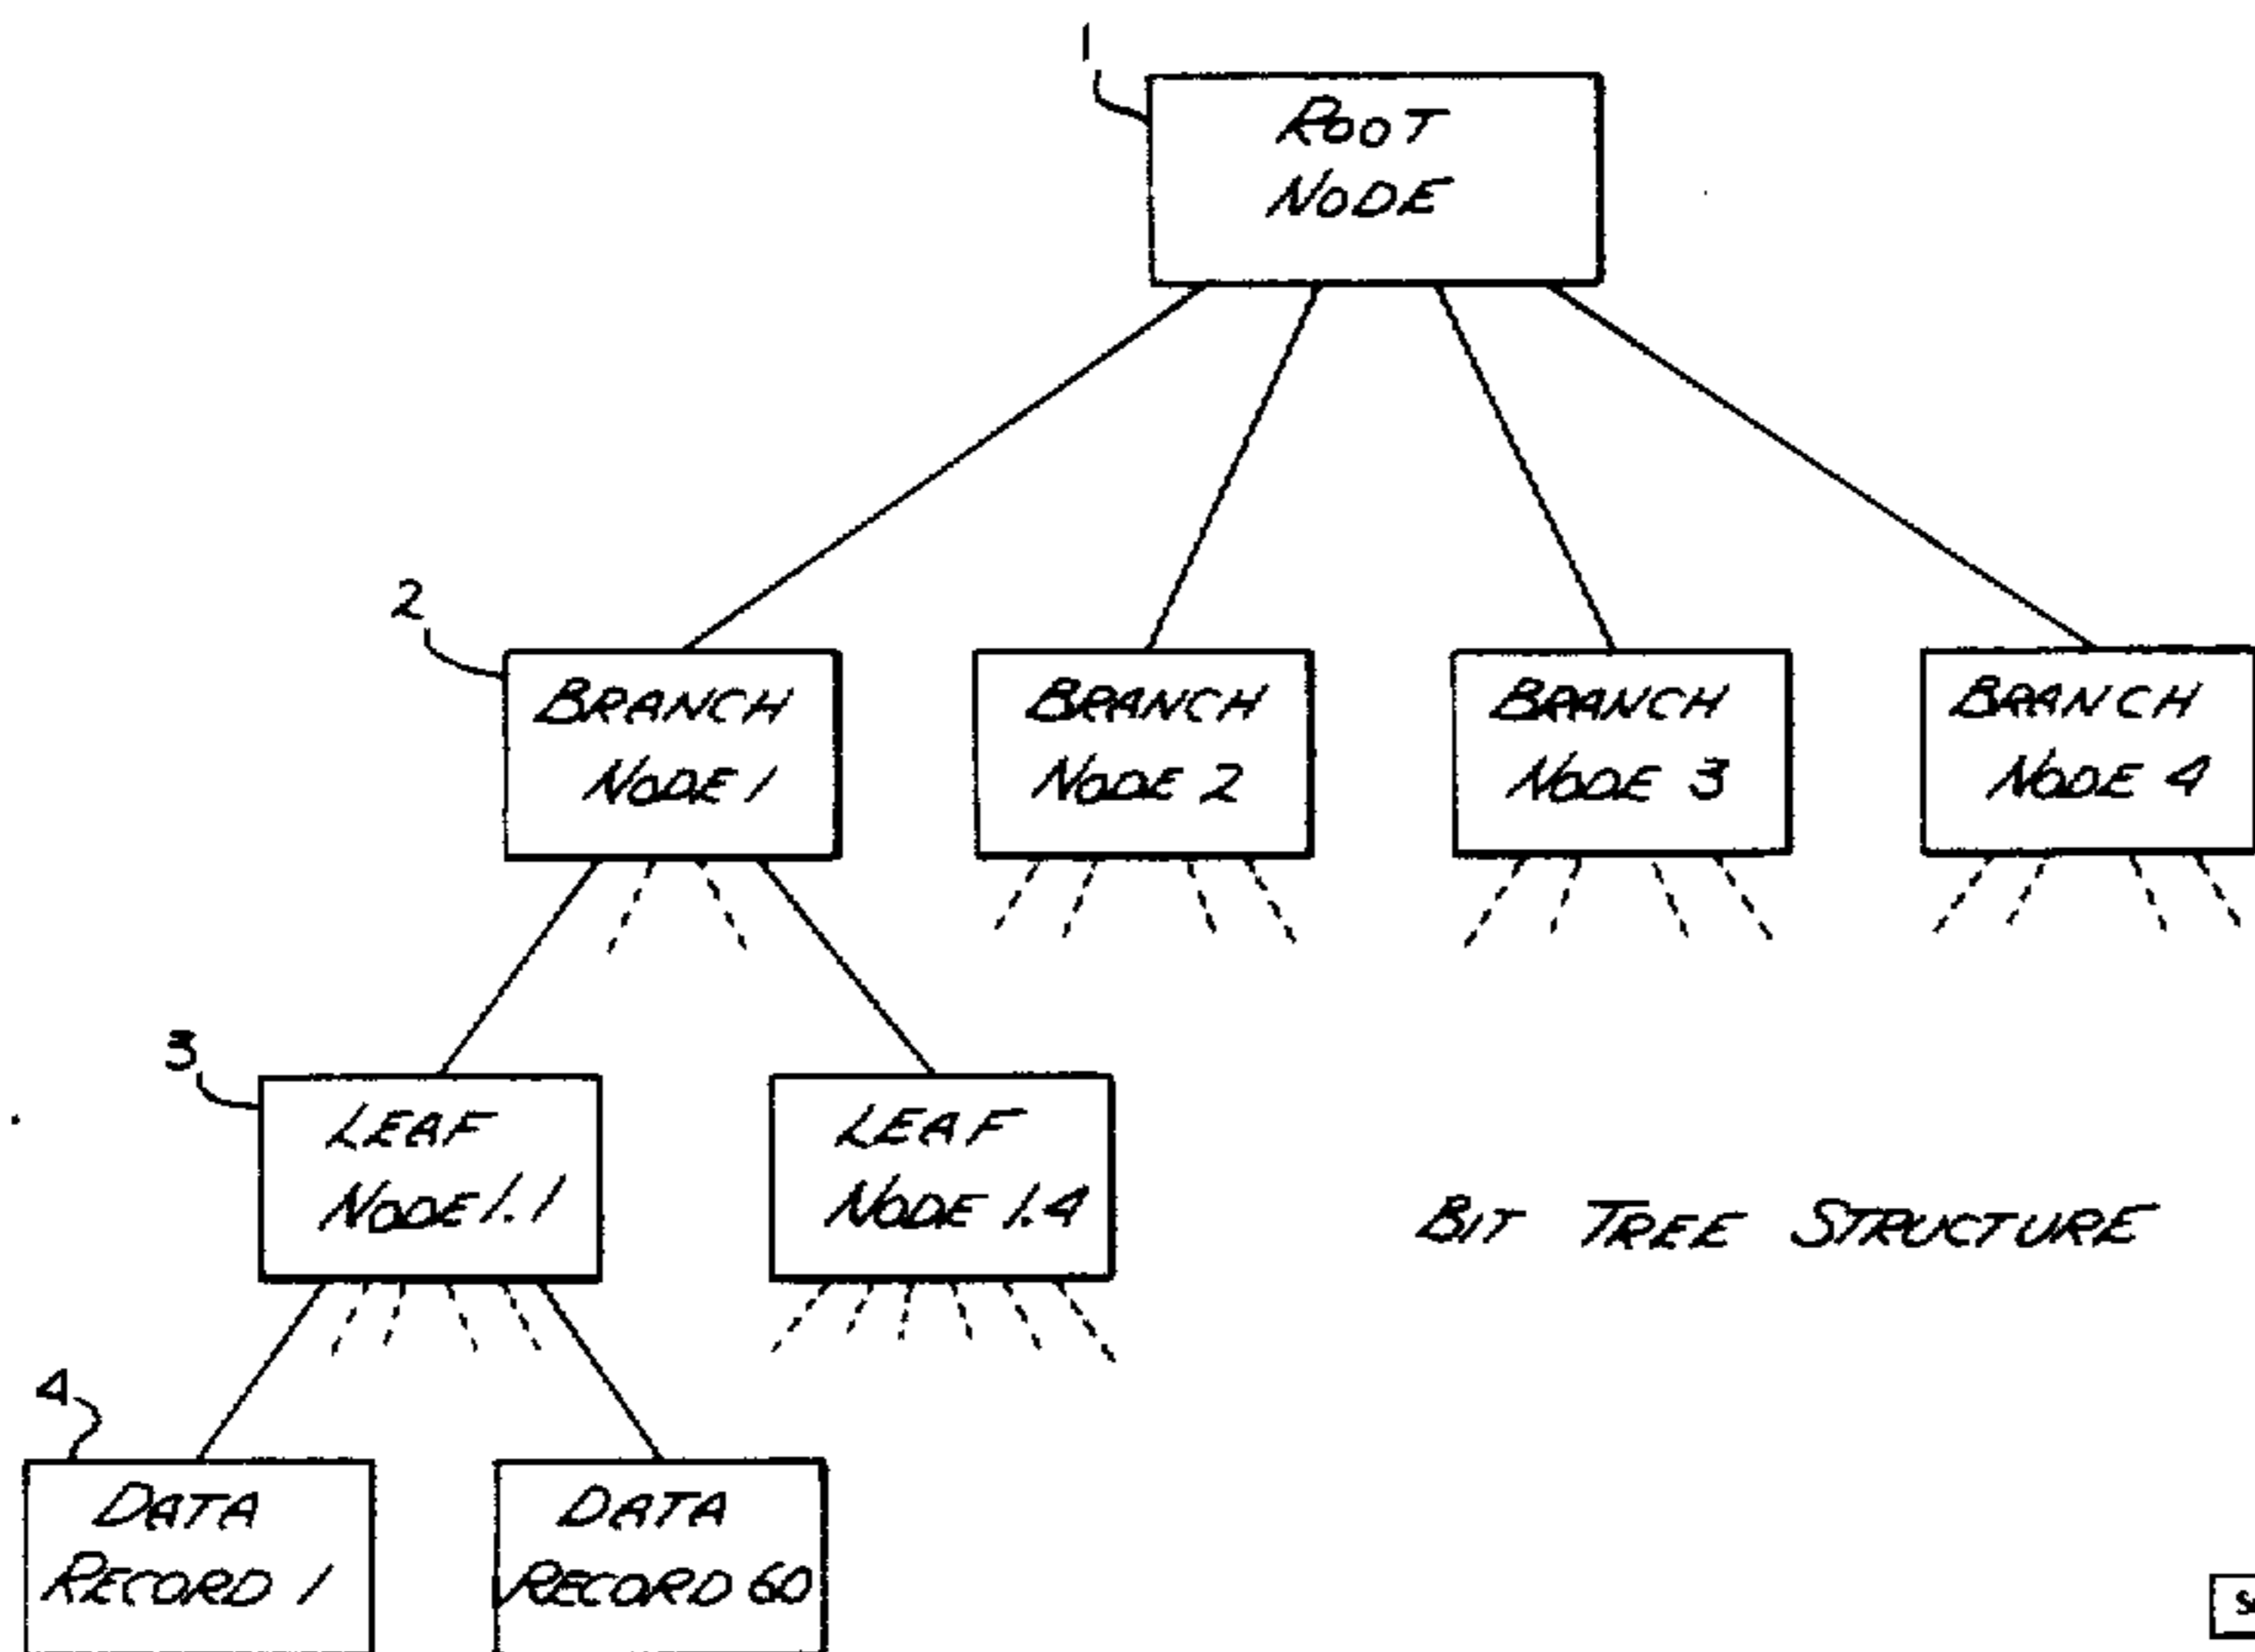 1
ROOT
NODE
2
BRANCH
NODE 1
BRANCH
NODE 2
BRANCH
NODE 3
BRANCH
NODE 4
3
LEAF
NODE 1.1
LEAF
NODE 1.4
BIT TREE STRUCTURE
4
DATA
RECORD 1
DATA
RECORD 60